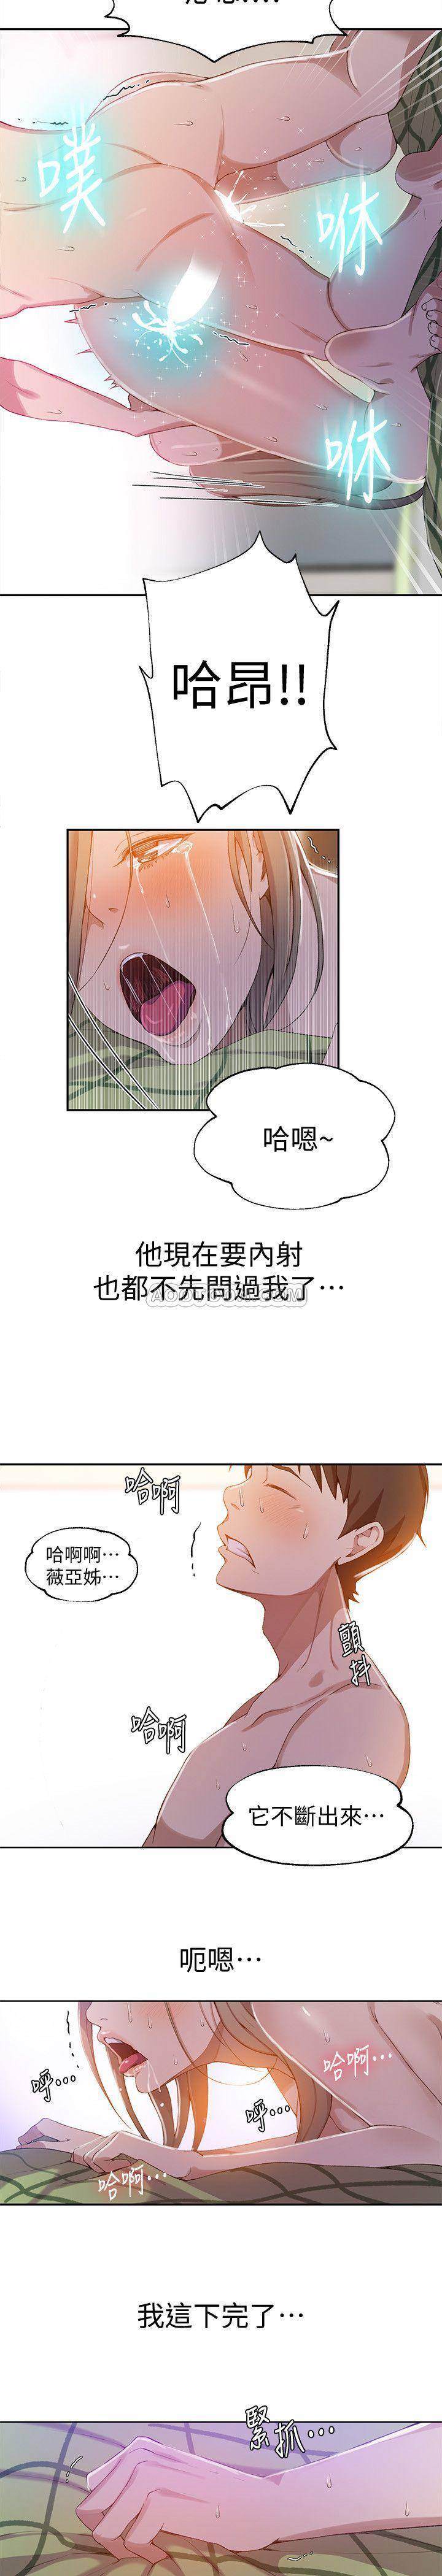 噗
咻
咻
哈昂!!
哈嗯~
他現在要內射
也都不先問過我了…
哈啊
哈啊啊…
薇亞姊…
顫抖
哈啊
它不斷出來…
呃嗯…
哈啊…
呼…
呼…
哈啊…
我這下完了…
緊抓…